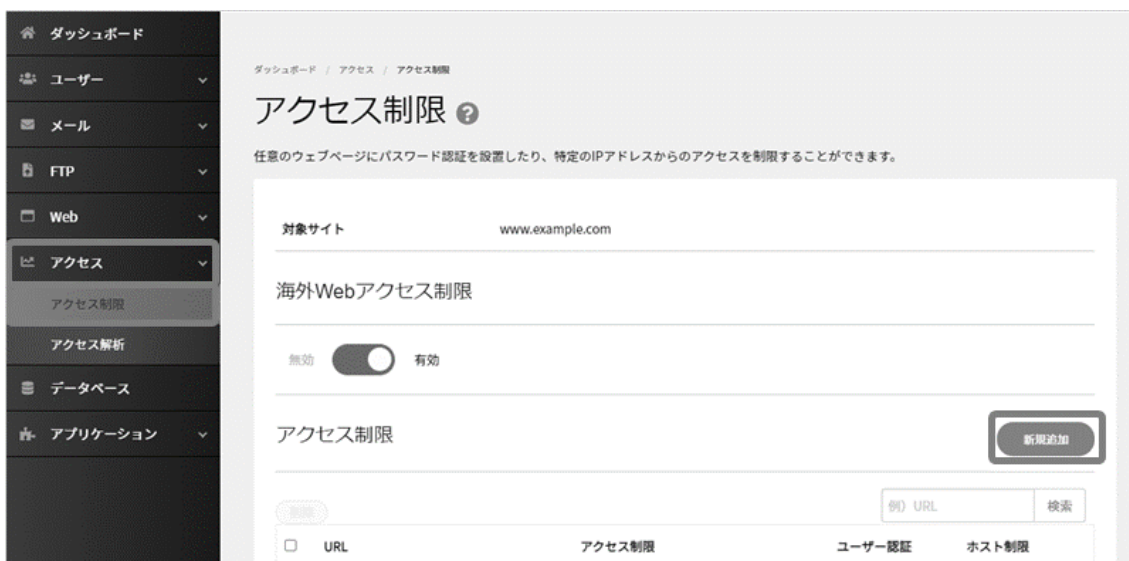 ダッシュボード
ユーザー
メール
FTP
Web
アクセス
アクセス制限
アクセス解析
データベース
アプリケーション
ダッシュボード / アクセス / アクセス制限
アクセス制限 ?
任意のウェブページにパスワード認証を設置したり、特定のIPアドレスからのアクセスを制限することができます。
対象サイト www.example.com
海外Webアクセス制限
無効 有効
アクセス制限 新規追加
削除 例）URL 検索
URL アクセス制限 ユーザー認証 ホスト制限